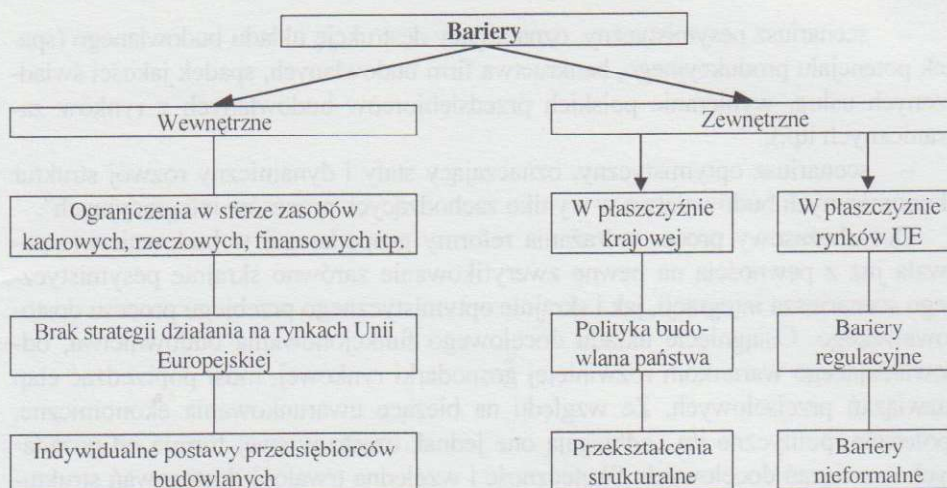 Bariery
Wewnętrzne
Zewnętrzne
Ograniczenia w sferze zasobów
kadrowych, rzeczowych, finansowych itp.
W płaszczyźnie
krajowej
W płaszczyźnie
rynków UE
Brak strategii działania na rynkach Unii
Europejskiej
Polityka budo-
wlana państwa
Bariery
regulacyjne
Indywidualne postawy przedsiębiorców
budowlanych
Przekształcenia
strukturalne
Bariery
nieformalne